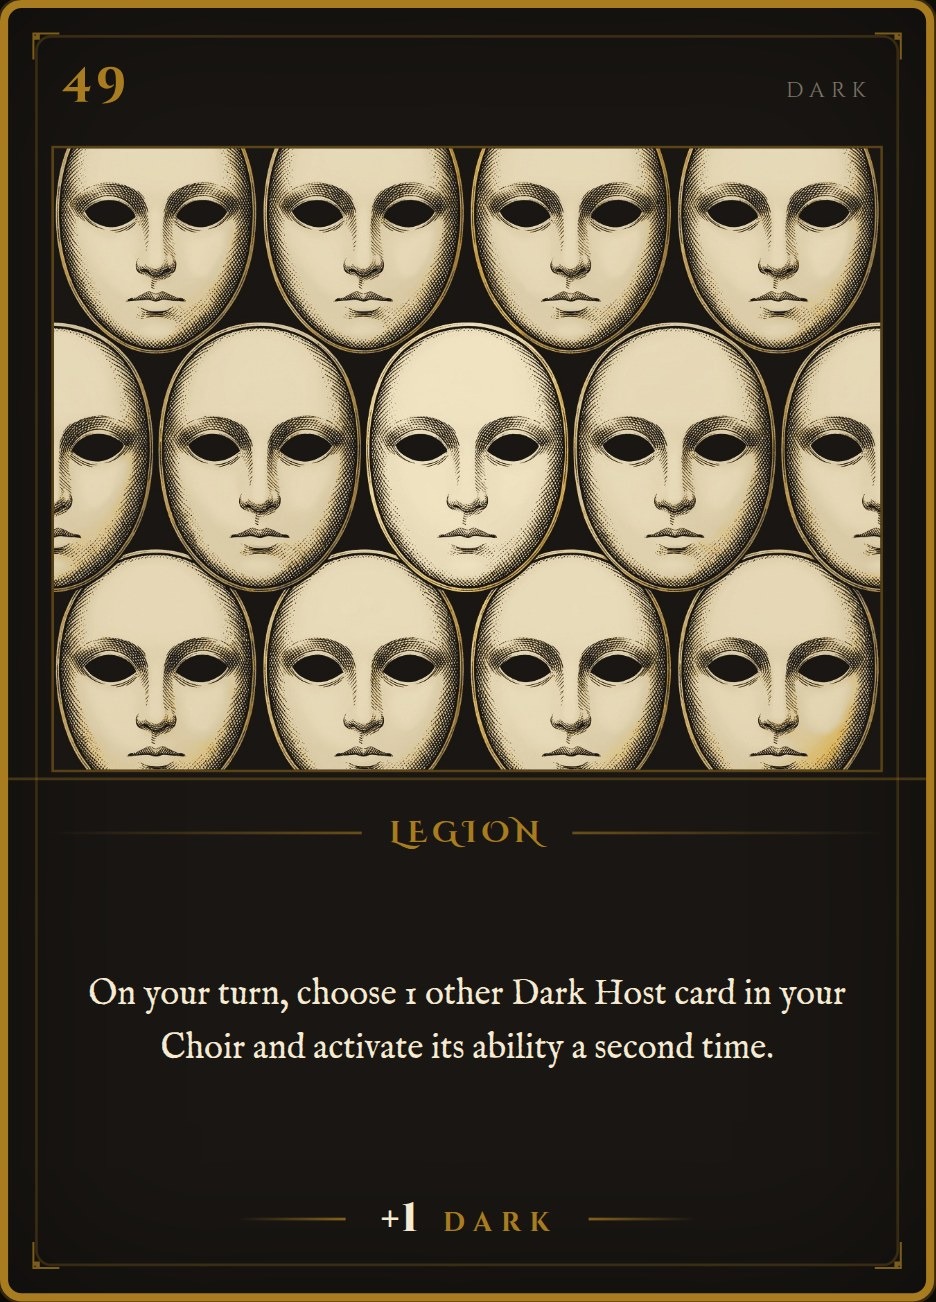 49
DARK
LEGION
On your turn, choose 1 other Dark Host card in your
Choir and activate its ability a second time.
+1 DARK